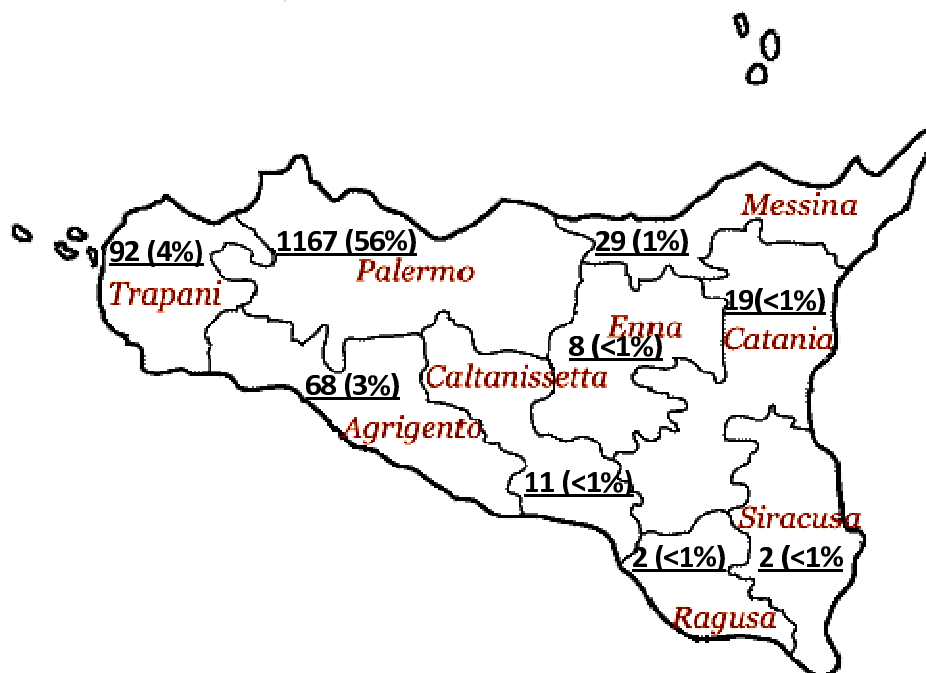 Messina
92 (4%)
1167 (56%)
29 (1%)
Palermo
Trapani
19(<1%)
Enna
Catania
8 (<1%)
68 (3%)
Caltanissetta
Agrigento
11 (<1%)
Siracusa
2 (<1%)
2 (<1%
Ragusa